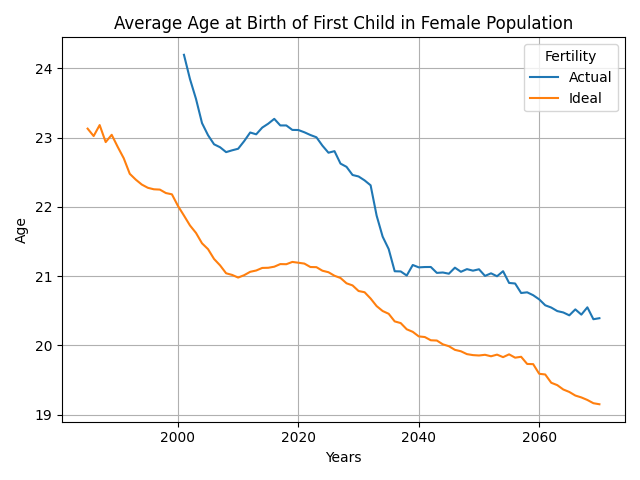 Average Age at Birth of First Child in Female Population
Fertility
Actual
Ideal
Age
24
23
22
21
20
19
2000
2020
2040
2060
Years